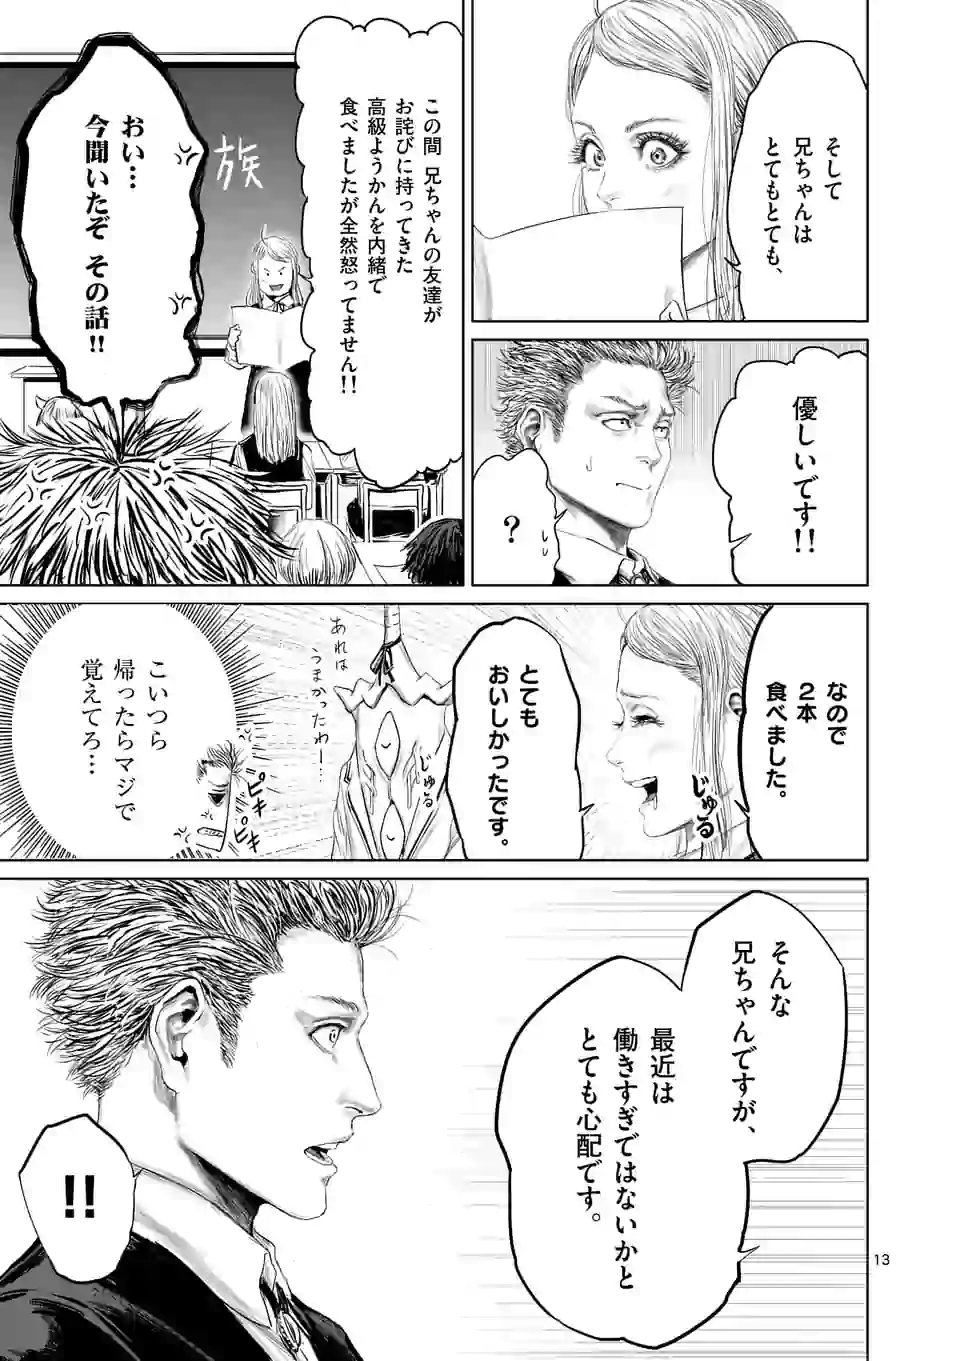 そして
兄ちゃんは
とてもとても、
優しいです!!
?
この間 兄ちゃんの友達が
お詫びに持ってきた
高級ようかんを内緒で
食べましたが全然怒ってません!!
族
おい…
今聞いたぞ その話!!
なので
2本
食べました。
じゅる
とても
おいしかったです。
じゅる
あれは
うまかったわー…
こいつら
帰ったらマジで
覚えてろ…
ピキ
ピキ
そんな
兄ちゃんですが、
最近は
働きすぎではないかと
とても心配です。
!!
13